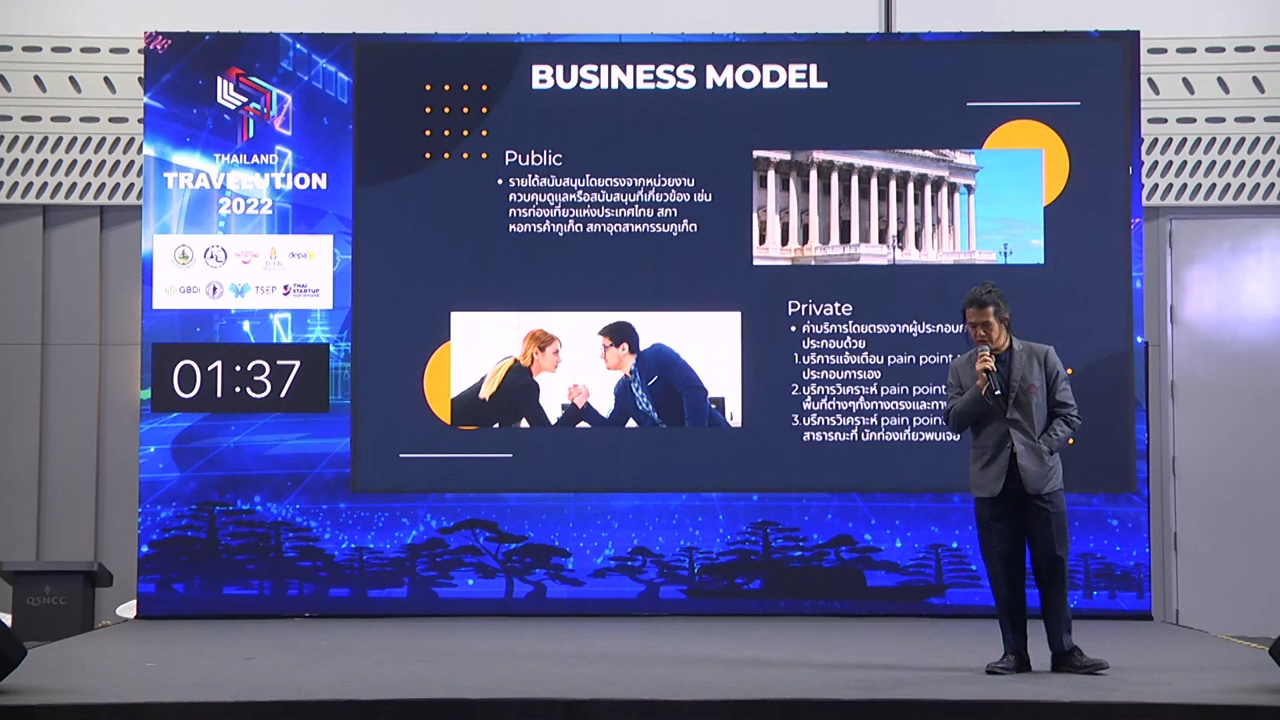 BUSINESS MODEL
THAILAND
TRAVELUTION
2022
depa
GBDi
TSEP
THAI
STARTUP
01:37
Public
• รายได้สนับสนุนโดยตรงจากหน่วยงาน
ควบคุมดูแลหรือสนับสนุนที่เกี่ยวข้อง เช่น
การท่องเที่ยวแห่งประเทศไทย สภา
หอการค้าภูเก็ต สภาอุตสาหกรรมภูเก็ต
Private
• ค่าบริการโดยตรงจากผู้ประกอบก
ประกอบด้วย
1. บริการแจ้งเตือน pain point
ประกอบการเอง
2. บริการวิเคราะห์ pain point
พื้นที่ต่างๆทั้งทางตรงและทา
3. บริการวิเคราะห์ pain point
สาธารณะที่ นักท่องเที่ยวพบเจอ
QSNCC